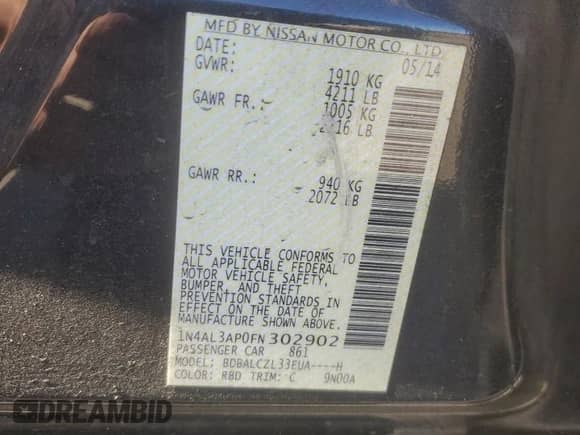 MFD BY NISSAN MOTOR CO., LTD.
DATE: 05/14
GVWR: 1910 KG
4211 LB
GAWR FR.: 1005 KG
2216 LB
GAWR RR.: 940 KG
2072 LB
THIS VEHICLE CONFORMS TO
ALL APPLICABLE FEDERAL
MOTOR VEHICLE SAFETY,
BUMPER, AND THEFT
PREVENTION STANDARDS IN
EFFECT ON THE DATE OF
MANUFACTURE SHOWN ABOVE.
1N4AL3AP0FN302902
PASSENGER CAR 861
MODEL: BDBALCZL33EUA----H
COLOR: RBD TRIM: C 9N00A
DREAMBID